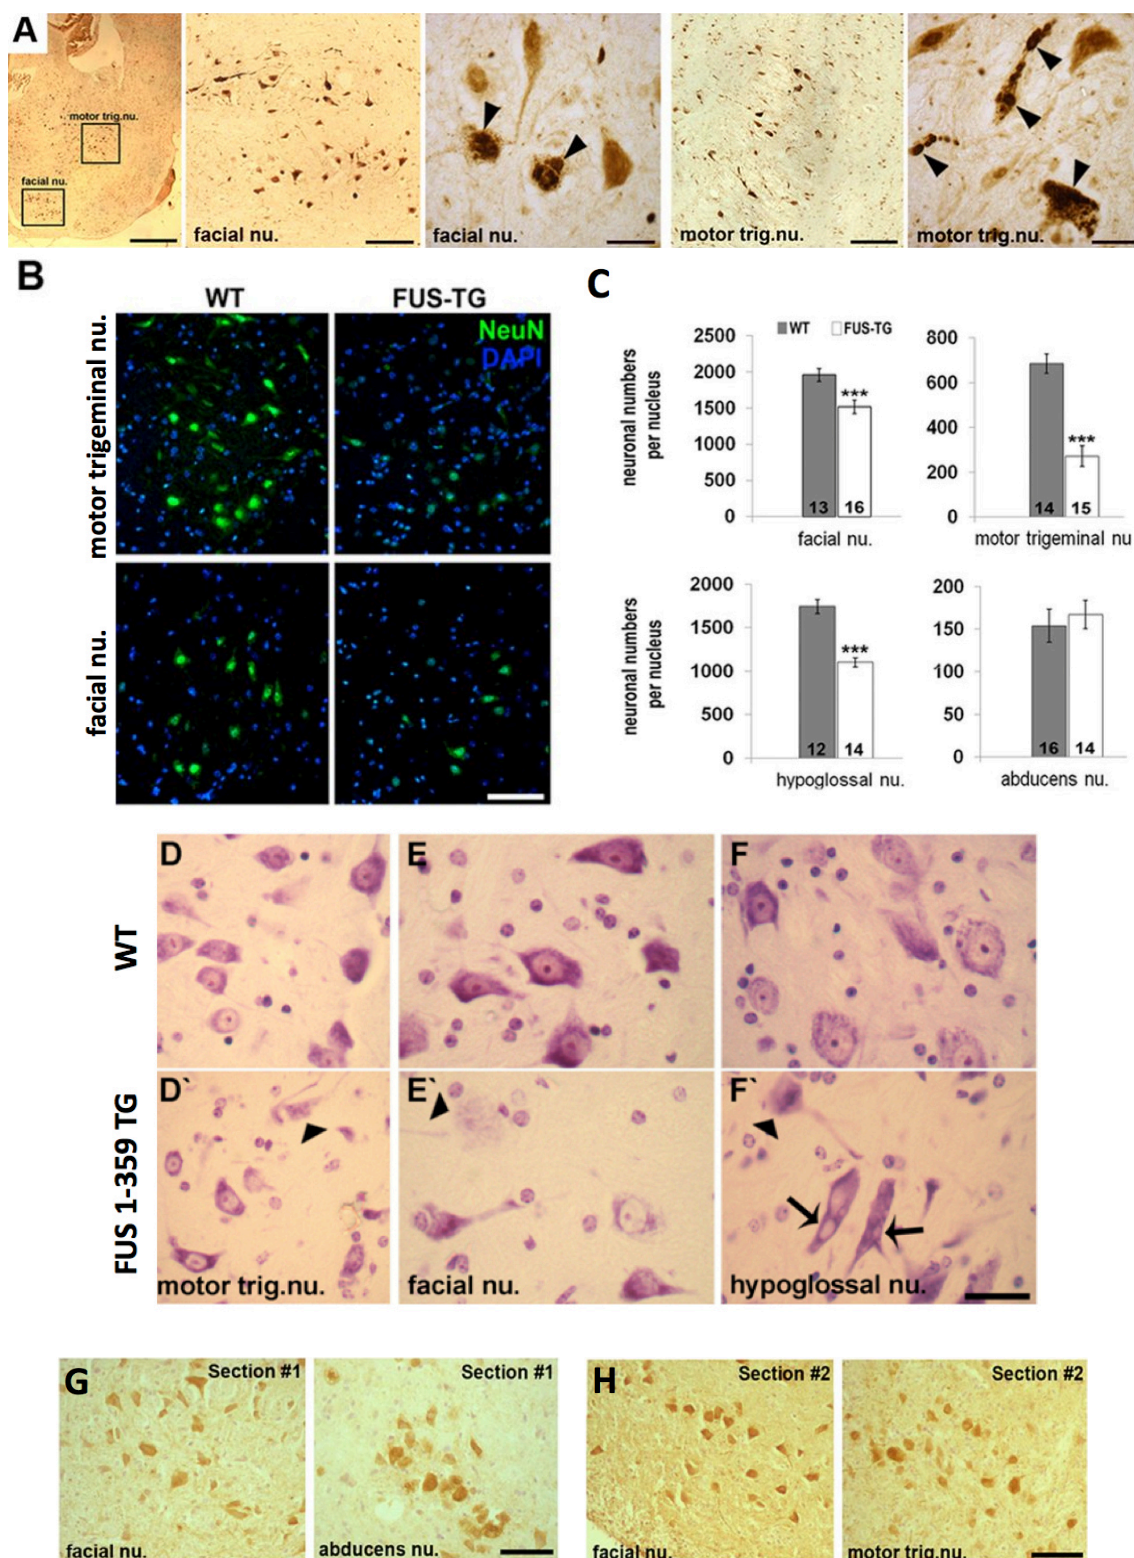 A
motor trig.nu.
facial nu.
facial nu.
facial nu.
motor trig.nu.
motor trig.nu.
B
WT
FUS-TG
NeuN
DAPI
motor trigeminal nu.
facial nu.
C
WT
FUS-TG
neuronal numbers
per nucleus
2500
2000
1500
1000
500
0
***
13
16
facial nu.
800
600
400
200
0
***
14
15
motor trigeminal nu
neuronal numbers
per nucleus
2000
1500
1000
500
0
***
12
14
hypoglossal nu.
200
150
100
50
0
16
14
abducens nu.
WT
D
E
F
FUS 1-359 TG
D`
E`
F`
motor trig.nu.
facial nu.
hypoglossal nu.
G
Section #1
facial nu.
Section #1
abducens nu.
H
Section #2
facial nu.
Section #2
motor trig.nu.